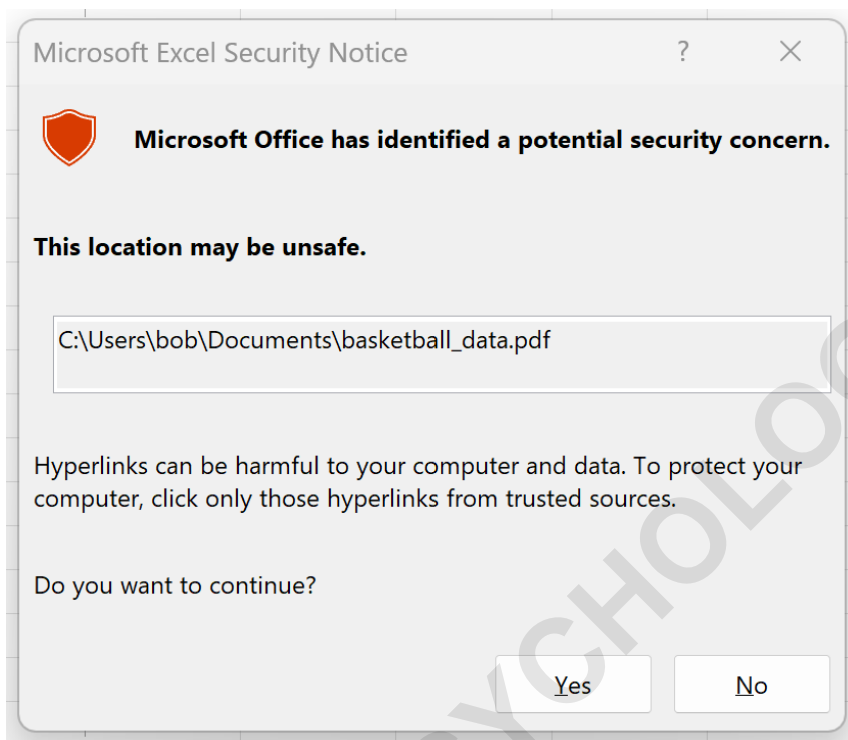 Microsoft Excel Security Notice ?
Microsoft Office has identified a potential security concern.
This location may be unsafe.
C:\Users\bob\Documents\basketball_data.pdf
Hyperlinks can be harmful to your computer and data. To protect your
computer, click only those hyperlinks from trusted sources.
Do you want to continue?
Yes No